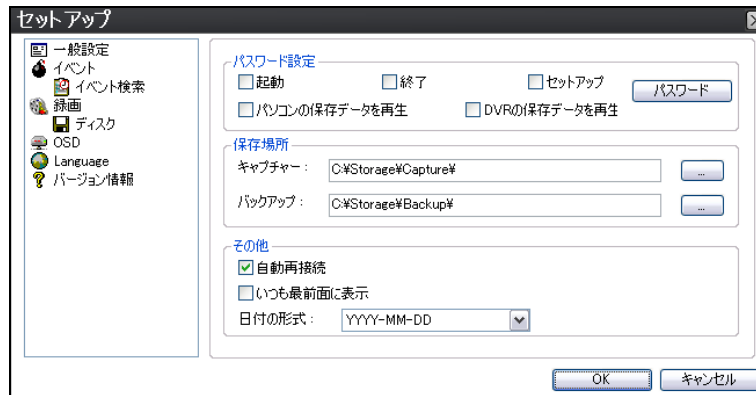 セットアップ
一般設定
イベント
イベント検索
録画
ディスク
OSD
Language
バージョン情報
パスワード設定
起動 終了 セットアップ パスワード
パソコンの保存データを再生 DVRの保存データを再生
保存場所
キャプチャー： C:¥Storage¥Capture¥ ...
バックアップ： C:¥Storage¥Backup¥ ...
その他
自動再接続
いつも最前面に表示
日付の形式： YYYY-MM-DD
OK キャンセル